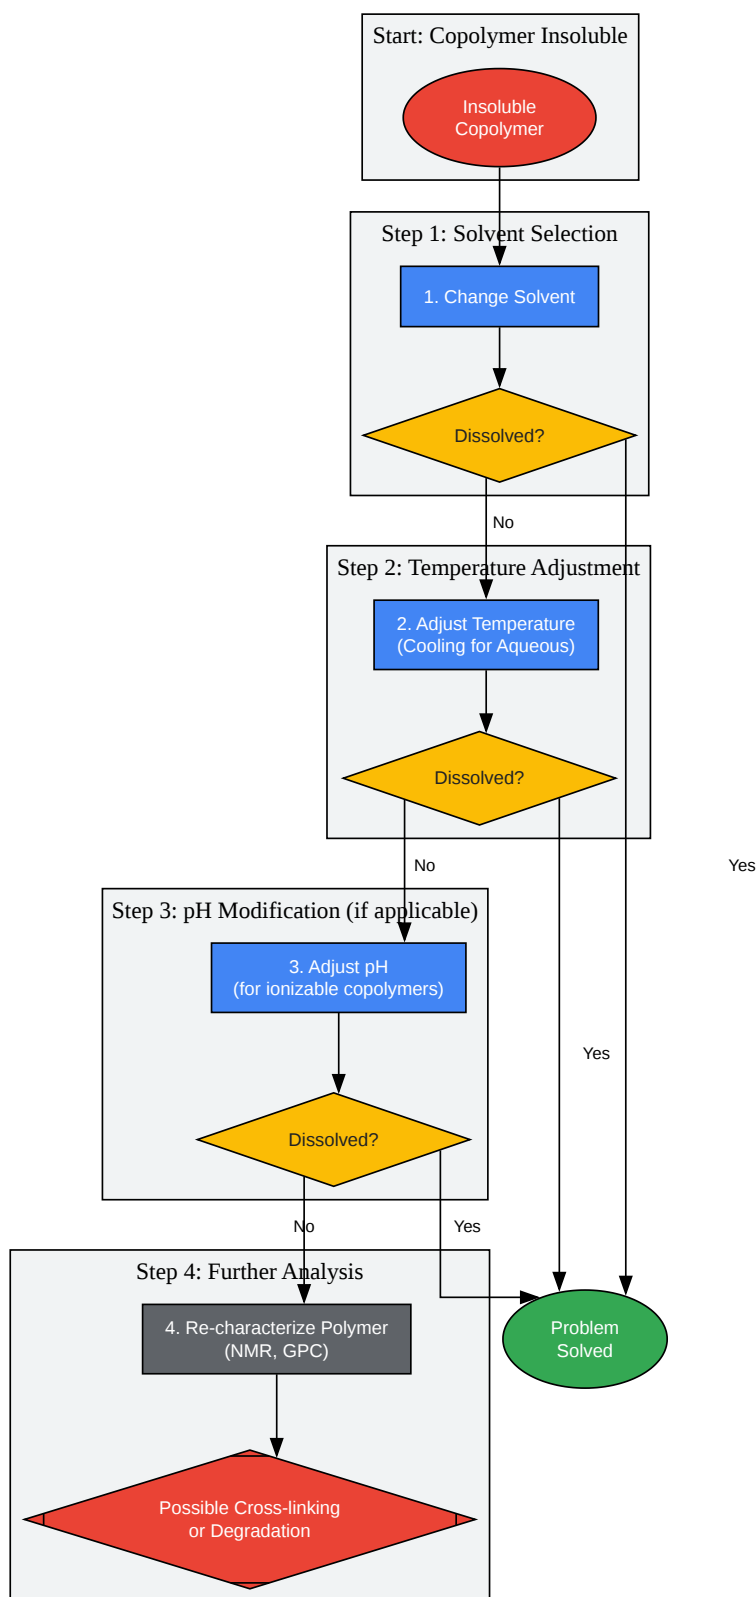 Start: Copolymer Insoluble
Insoluble
Copolymer
Step 1: Solvent Selection
1. Change Solvent
Dissolved?
No
Step 2: Temperature Adjustment
2. Adjust Temperature
(Cooling for Aqueous)
Dissolved?
No
Yes
Step 3: pH Modification (if applicable)
3. Adjust pH
(for ionizable copolymers)
Yes
Dissolved?
No
Yes
Step 4: Further Analysis
4. Re-characterize Polymer
(NMR, GPC)
Problem
Solved
Possible Cross-linking
or Degradation